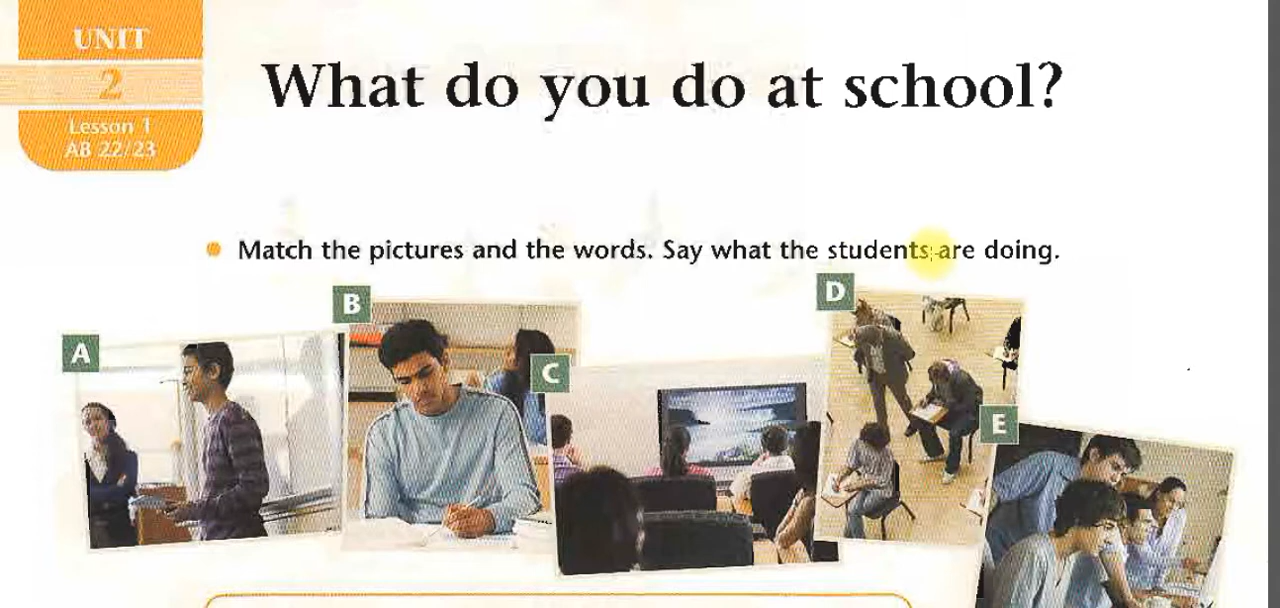 UNIT
2
Lesson 1
AB 22/23
What do you do at school?
Match the pictures and the words. Say what the students are doing.
A
B
C
D
E